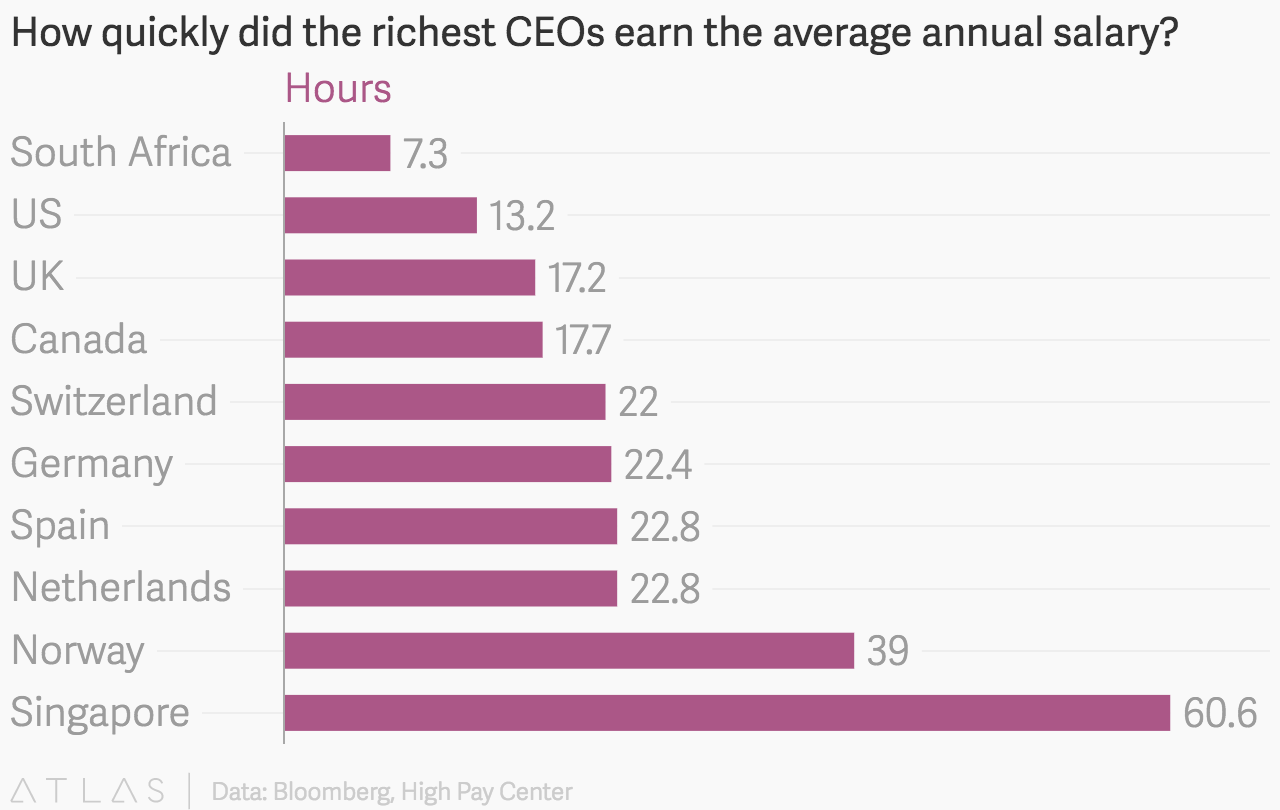 How quickly did the richest CEOs earn the average annual salary?
Hours
South Africa 7.3
US 13.2
UK 17.2
Canada 17.7
Switzerland 22
Germany 22.4
Spain 22.8
Netherlands 22.8
Norway 39
Singapore 60.6
ATLAS | Data: Bloomberg, High Pay Center